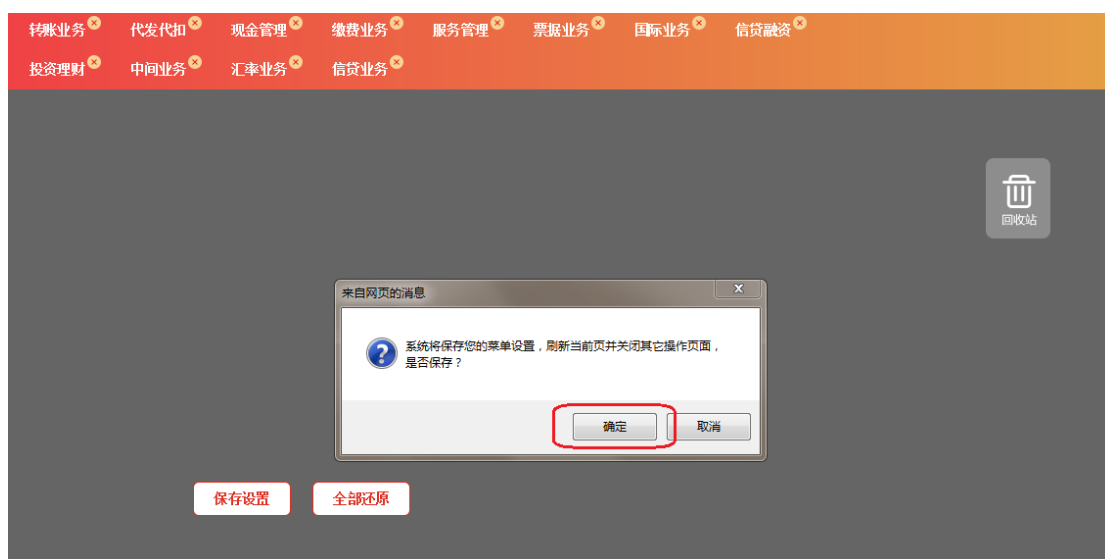 转账业务 代发代扣 现金管理 缴费业务 服务管理 票据业务 国际业务 信贷融资
投资理财 中间业务 汇率业务 信贷业务
回收站
来自网页的消息
系统将保存您的菜单设置，刷新当前页并关闭其它操作页面，
是否保存？
确定 取消
保存设置 全部还原